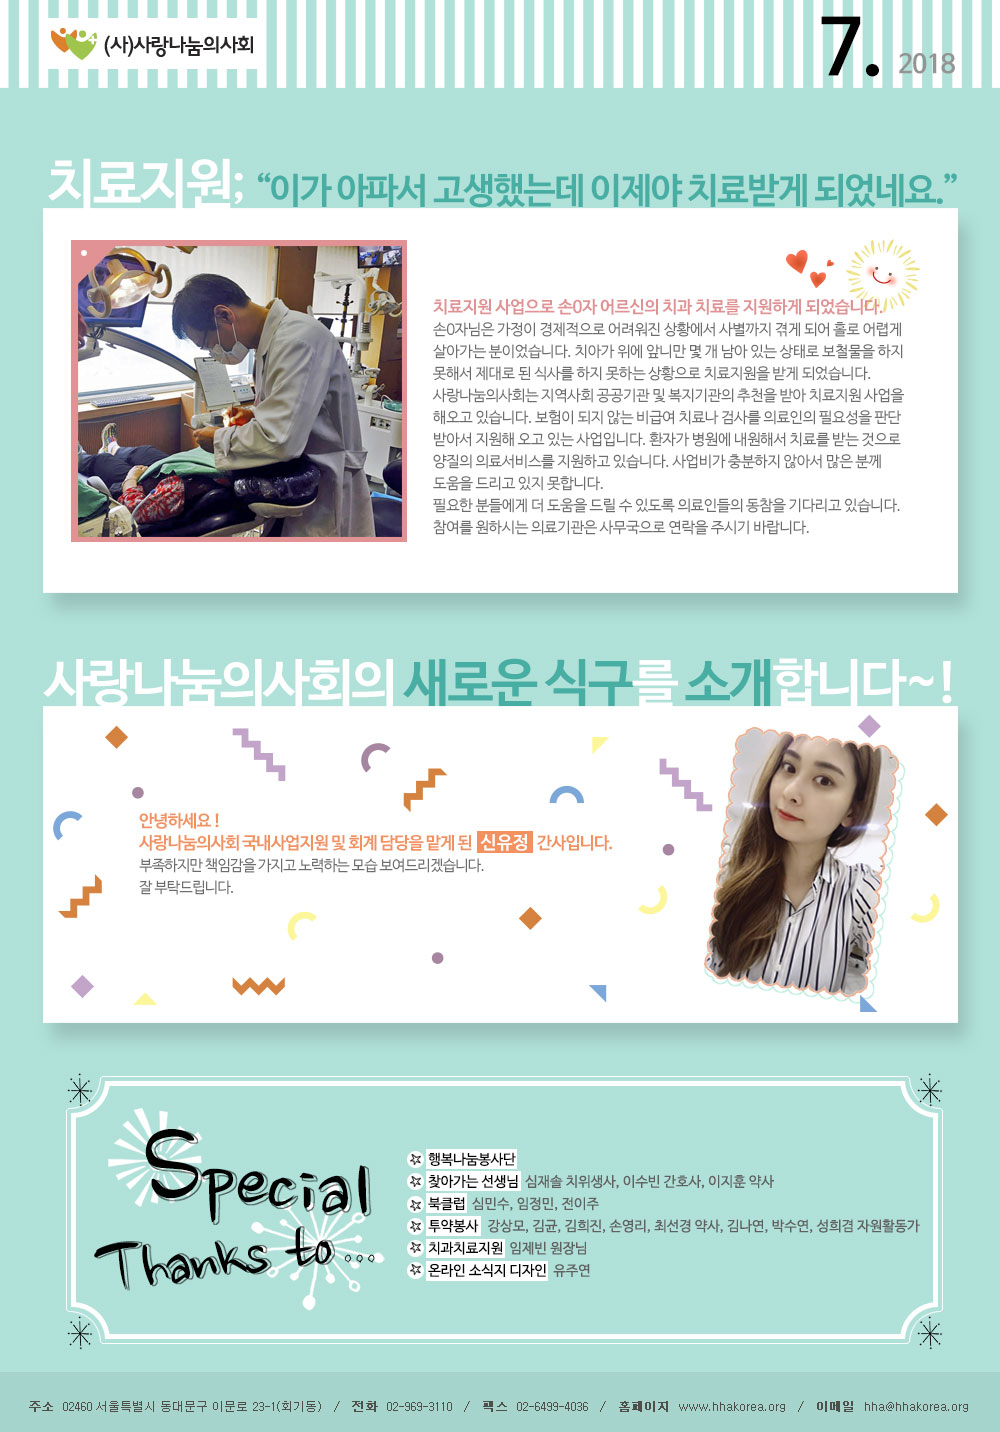 (사)사랑나눔의사회
7. 2018
치료지원; “이가 아파서 고생했는데 이제야 치료받게 되었네요.”
치료지원 사업으로 손0자 어르신의 치과 치료를 지원하게 되었습니다.
손0자님은 가정이 경제적으로 어려워진 상황에서 사별까지 겪게 되어 홀로 어렵게
살아가는 분이었습니다. 치아가 위에 앞니만 몇 개 남아 있는 상태로 보철물을 하지
못해서 제대로 된 식사를 하지 못하는 상황으로 치료지원을 받게 되었습니다.
사랑나눔의사회는 지역사회 공공기관 및 복지기관의 추천을 받아 치료지원 사업을
해오고 있습니다. 보험이 되지 않는 비급여 치료나 검사를 의료인의 필요성을 판단
받아서 지원해 오고 있는 사업입니다. 환자가 병원에 내원해서 치료를 받는 것으로
양질의 의료서비스를 지원하고 있습니다. 사업비가 충분하지 않아서 많은 분께
도움을 드리고 있지 못합니다.
필요한 분들에게 더 도움을 드릴 수 있도록 의료인들의 동참을 기다리고 있습니다.
참여를 원하시는 의료기관은 사무국으로 연락을 주시기 바랍니다.
사랑나눔의사회의 새로운 식구를 소개합니다~!
안녕하세요 !
사랑나눔의사회 국내사업지원 및 회계 담당을 맡게 된 신유정 간사입니다.
부족하지만 책임감을 가지고 노력하는 모습 보여드리겠습니다.
잘 부탁드립니다.
Special
Thanks to...
행복나눔봉사단
찾아가는 선생님 심재솔 치위생사, 이수빈 간호사, 이지훈 약사
북클럽 심민수, 임정민, 전이주
투약봉사 강상모, 김균, 김희진, 손영리, 최선경 약사, 김나연, 박수연, 성희겸 자원활동가
치과치료지원 임제빈 원장님
온라인 소식지 디자인 유주연
주소 02460 서울특별시 동대문구 이문로 23-1(회기동) / 전화 02-969-3110 / 팩스 02-6499-4036 / 홈페이지 www.hhakorea.org / 이메일 hha@hhakorea.org